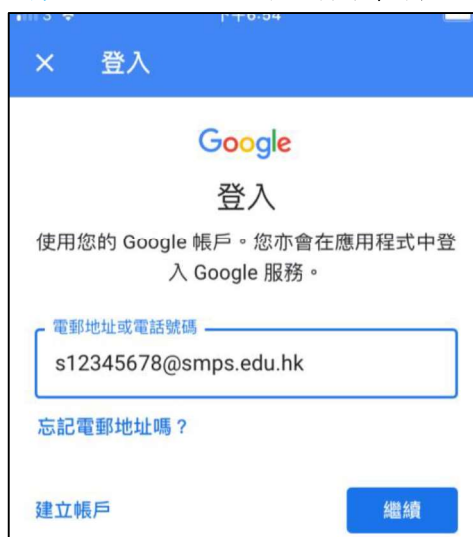 登入
Google
登入
使用您的 Google 帳戶。您亦會在應用程式中登
入 Google 服務。
電郵地址或電話號碼
s12345678@smps.edu.hk
忘記電郵地址嗎？
建立帳戶
繼續